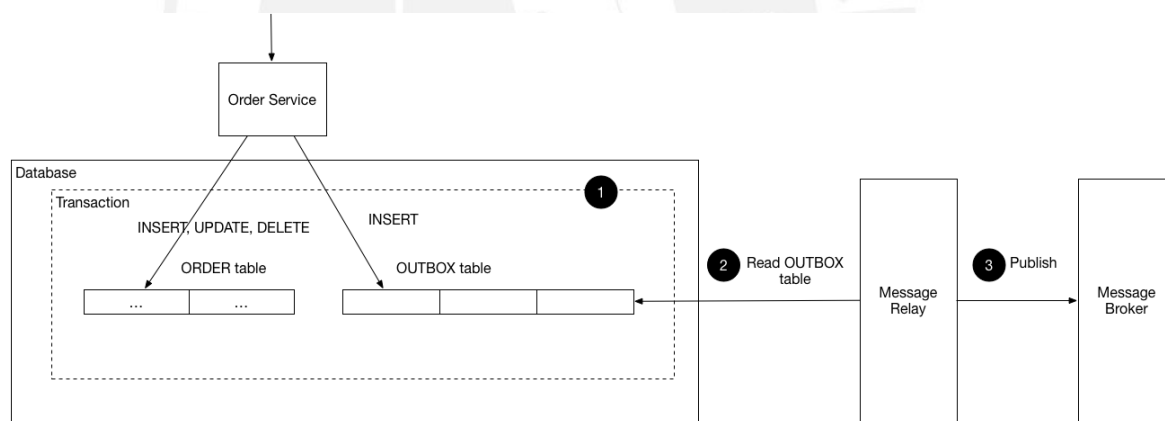 Order Service
Database
Transaction
1
INSERT, UPDATE, DELETE
INSERT
ORDER table
OUTBOX table
... ...
2 Read OUTBOX
table
3 Publish
Message
Relay
Message
Broker